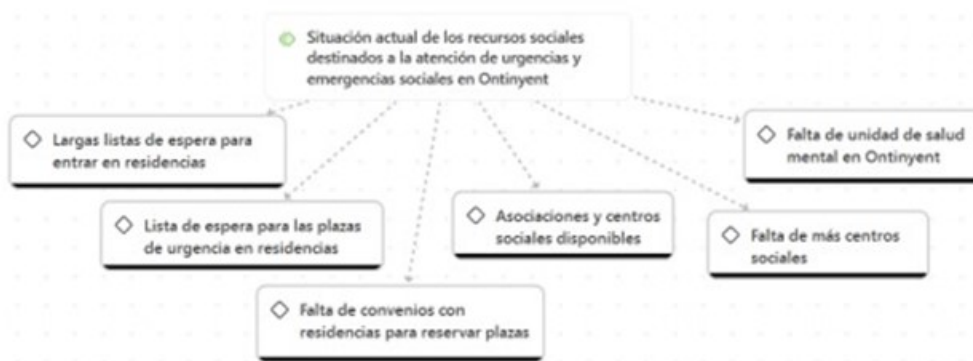 Situación actual de los recursos sociales
destinados a la atención de urgencias y
emergencias sociales en Ontinyent
Largas listas de espera para
entrar en residencias
Falta de unidad de salud
mental en Ontinyent
Lista de espera para las plazas
de urgencia en residencias
Asociaciones y centros
sociales disponibles
Falta de más centros
sociales
Falta de convenios con
residencias para reservar plazas